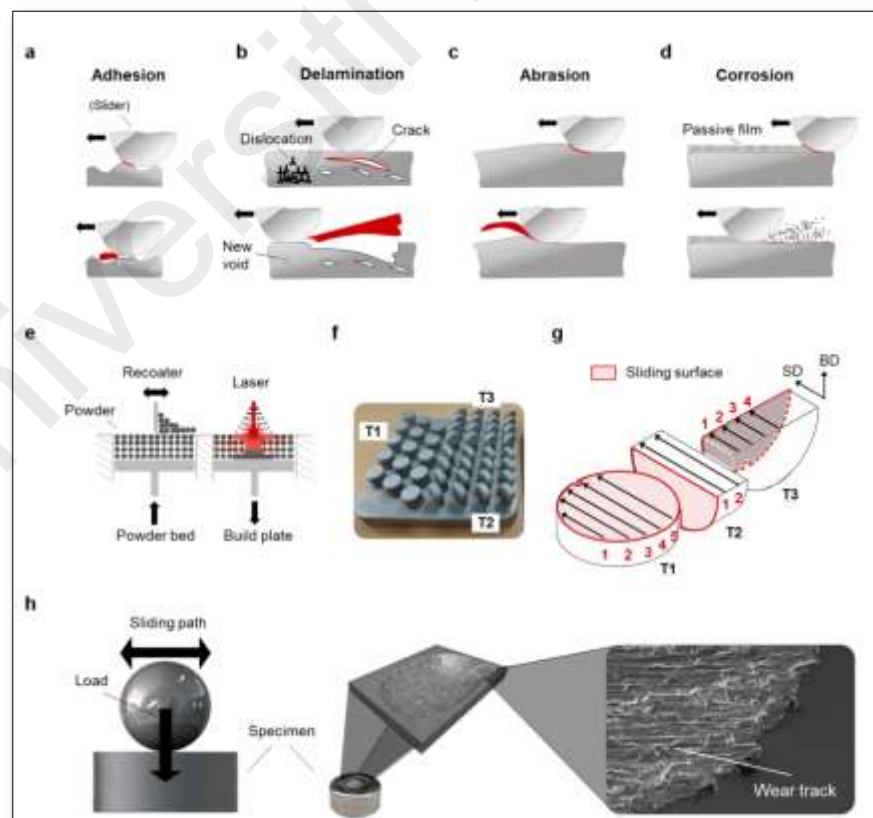 a
Adhesion
(Slider)
b
Delamination
Dislocation
Crack
New
void
c
Abrasion
d
Corrosion
Passive film
e
Recoater
Powder
Laser
Powder bed
Build plate
f
T1
T3
T2
g
Sliding surface
SD
BD
1 2 3 4
T3
1 2
T2
1 2 3 4 5
T1
h
Sliding path
Load
Specimen
Wear track
universiti